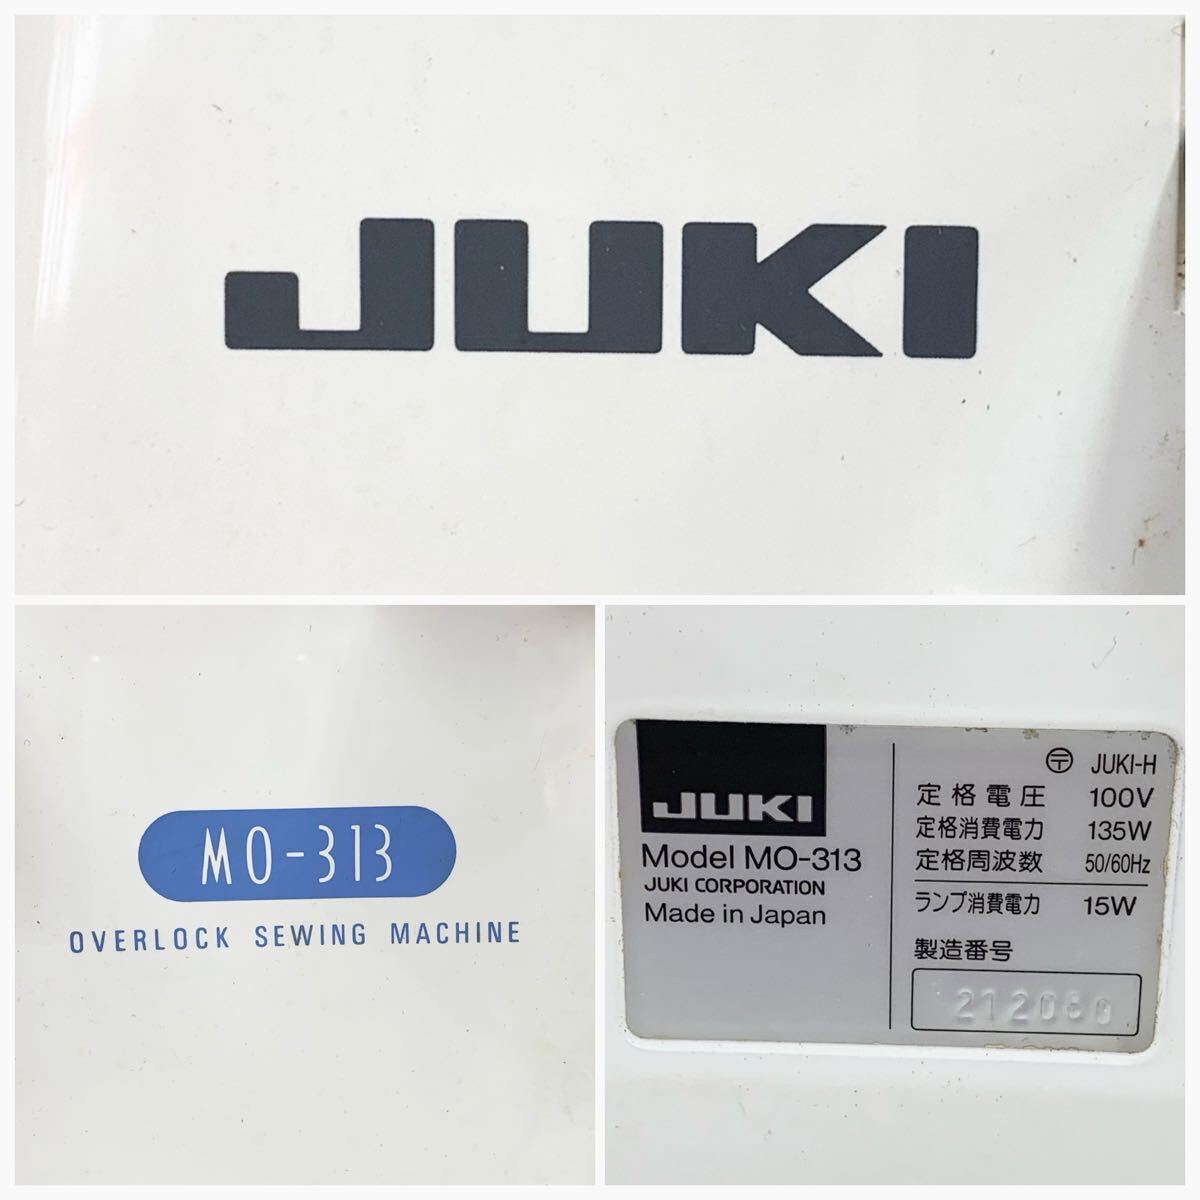 JUKI
MO-313
OVERLOCK SEWING MACHINE
JUKI
Model MO-313
JUKI CORPORATION
Made in Japan
〶 JUKI-H
定格電圧 100V
定格消費電力 135W
定格周波数 50/60Hz
ランプ消費電力 15W
製造番号